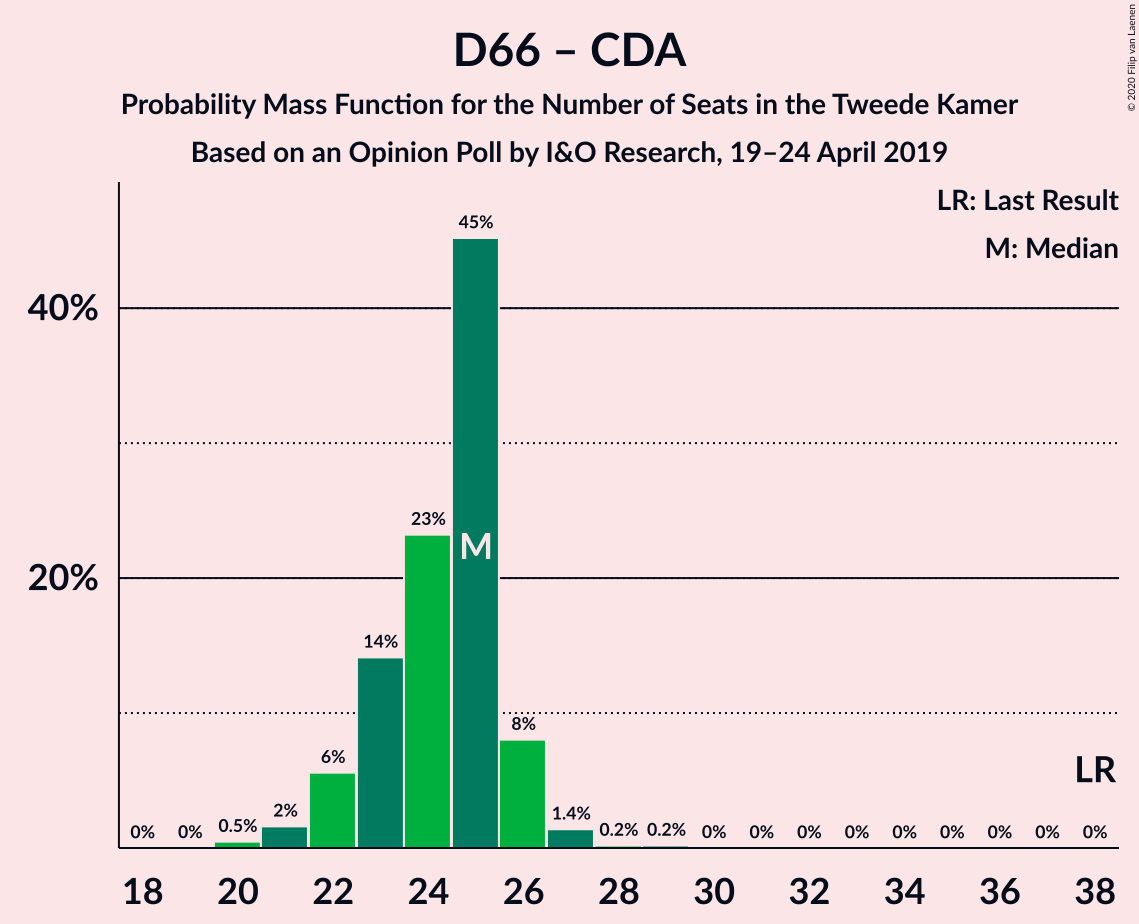 D66 – CDA
Probability Mass Function for the Number of Seats in the Tweede Kamer
Based on an Opinion Poll by I&O Research, 19–24 April 2019
© 2020 Filip van Laenen
LR: Last Result
M: Median
40%
20%
0% 0% 0.5% 2% 6% 14% 23% 45% 8% 1.4% 0.2% 0.2% 0% 0% 0% 0% 0% 0% 0% 0% 0%
M
LR
18 20 22 24 26 28 30 32 34 36 38